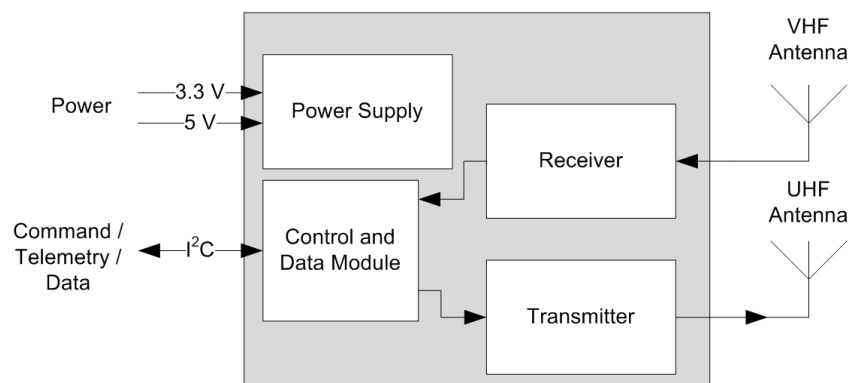 VHF
Antenna
3.3 V
Power
5 V
Power Supply
Receiver
UHF
Antenna
Command /
Telemetry /
Data
I²C
Control and
Data Module
Transmitter